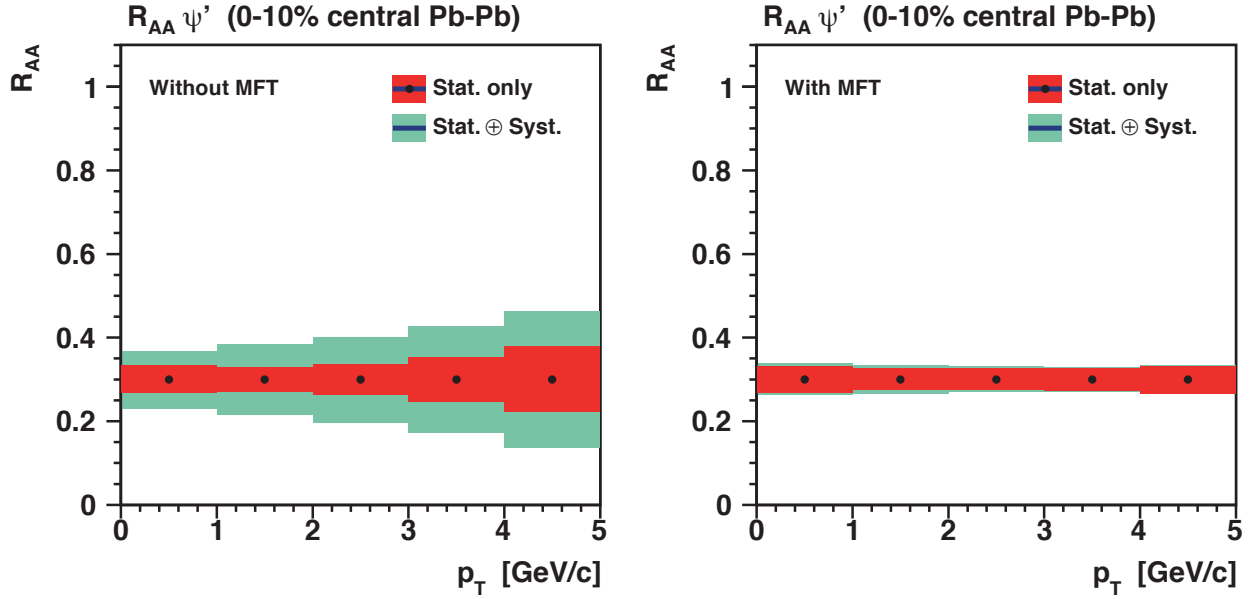 R_AA ψ' (0-10% central Pb-Pb)
R_AA
Without MFT
Stat. only
Stat. ⊕ Syst.
1
0.8
0.6
0.4
0.2
0
0 1 2 3 4 5
p_T [GeV/c]
R_AA ψ' (0-10% central Pb-Pb)
R_AA
With MFT
Stat. only
Stat. ⊕ Syst.
1
0.8
0.6
0.4
0.2
0
0 1 2 3 4 5
p_T [GeV/c]